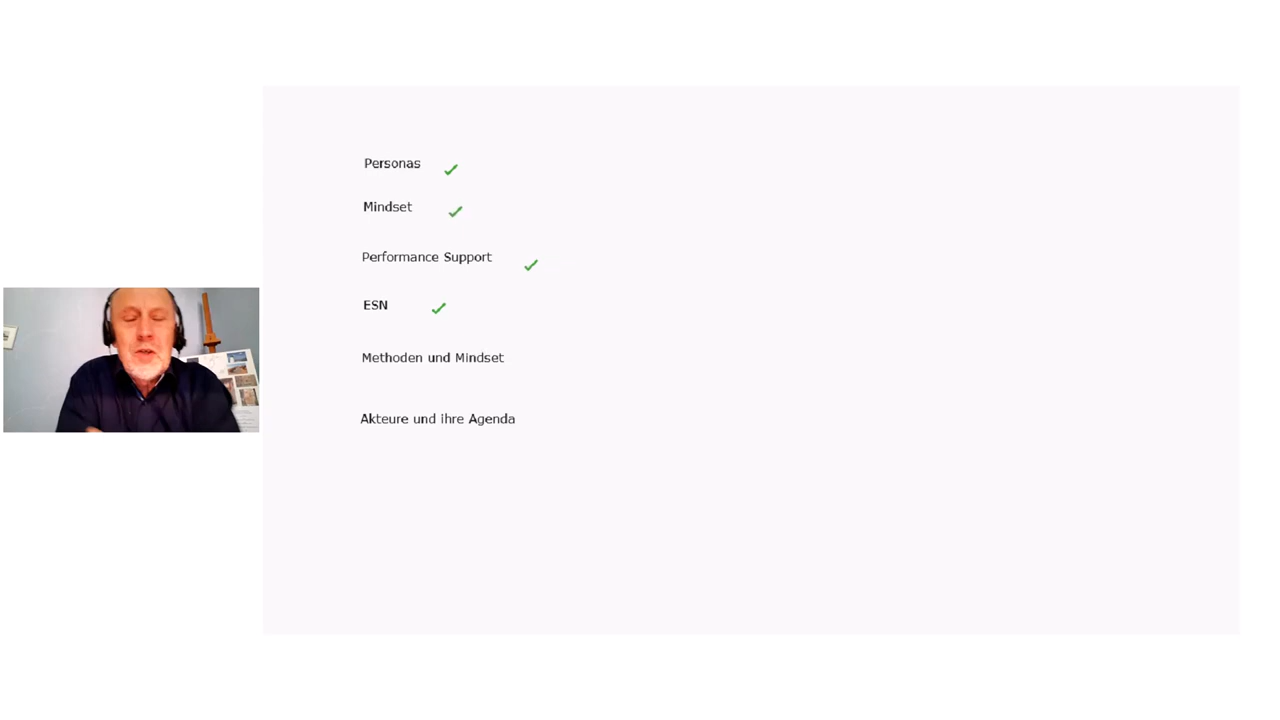 Personas
Mindset
Performance Support
ESN
Methoden und Mindset
Akteure und ihre Agenda